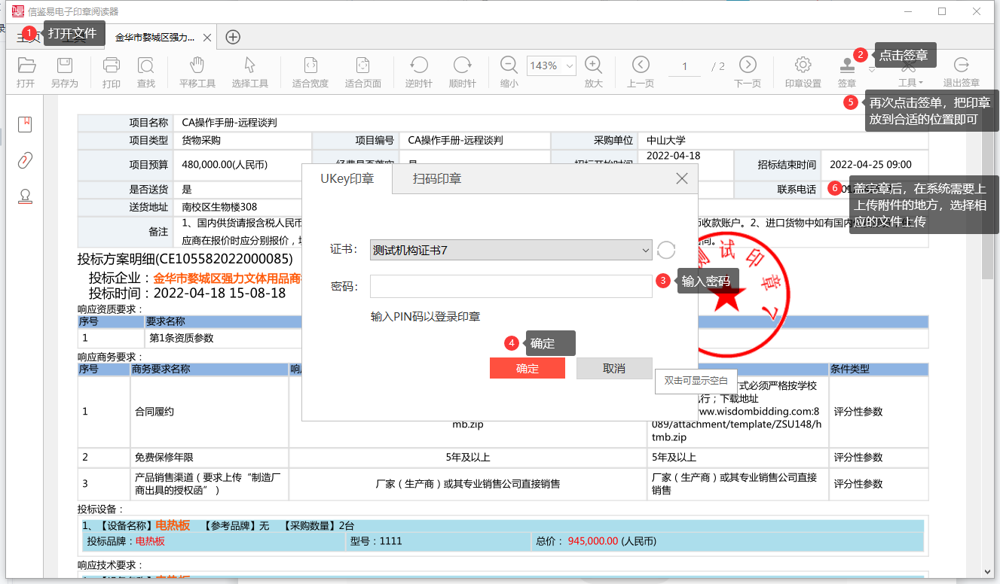 信鉴易电子印章阅读器
1 打开文件
金华市婺城区强力...
打开 另存为 打印 查找 平移工具 选择工具 适合宽度 适合页面 逆时针 顺时针 缩小 143% 放大 上一页 1 / 2 下一页 印章设置 签章 工具 退出签章
2 点击签章
5 再次点击签单，把印章
放到合适的位置即可
项目名称 CA操作手册-远程谈判
项目类型 货物采购 项目编号 CA操作手册-远程谈判 采购单位 中山大学
项目预算 480,000.00(人民币) 2022-04-18 招标结束时间 2022-04-25 09:00
是否送货 是 联系电话
6 盖完章后，在系统需要上
上传附件的地方，选择相
应的文件上传
送货地址 南校区生物楼308
备注 1、国内供货请报含税人民币
收款账户。2、进口货物中如有国内
应商在报价时应分别报价，
投标方案明细(CE105582022000085)
投标企业：金华市婺城区强力文体用品商
投标时间：2022-04-18 15-08-18
响应资质要求：
序号 要求名称
1 第1条资质参数
响应商务要求：
序号 商务要求名称 响 条件类型
1 合同履约 mb.zip
式必须严格按学校
行；下载地址
www.wisdombidding.com:8
089/attachment/template/ZSU148/h
tmb.zip
评分性参数
2 免费保修年限 5年及以上 5年及以上 评分性参数
3 产品销售渠道（要求上传“制造厂
商出具的授权函”） 厂家（生产商）或其专业销售公司直接销售 厂家（生产商）或其专业销售公司直接
销售 评分性参数
投标设备：
1、【设备名称】电热板 【参考品牌】无 【采购数量】2台
投标品牌：电热板 型号：1111 总价： 945,000.00 (人民币)
响应技术要求：
UKey印章 扫码印章
证书： 测试机构证书7
密码：
3 输入密码
输入PIN码以登录印章
4 确定
确定 取消
双击可显示空白
测试印章7